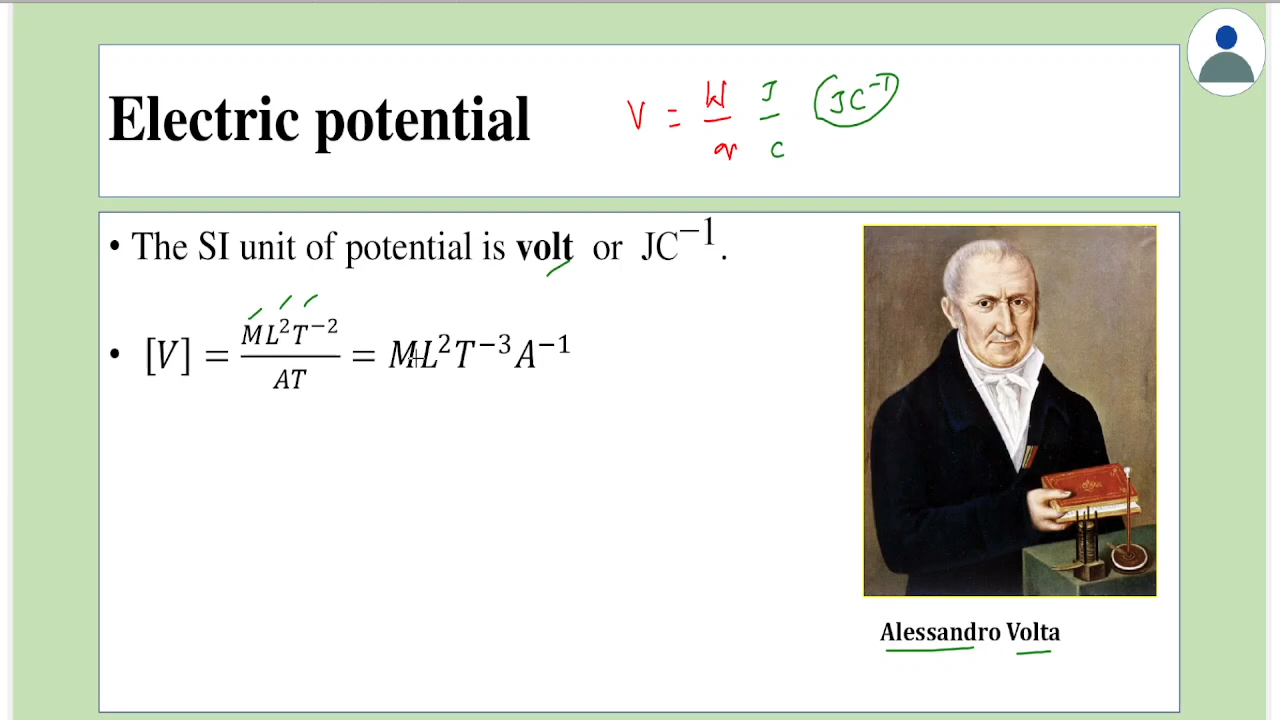 Electric potential V = W/q J/C JC⁻¹
• The SI unit of potential is volt or JC⁻¹.
• [V] = ML²T⁻²/AT = ML²T⁻³A⁻¹
Alessandro Volta